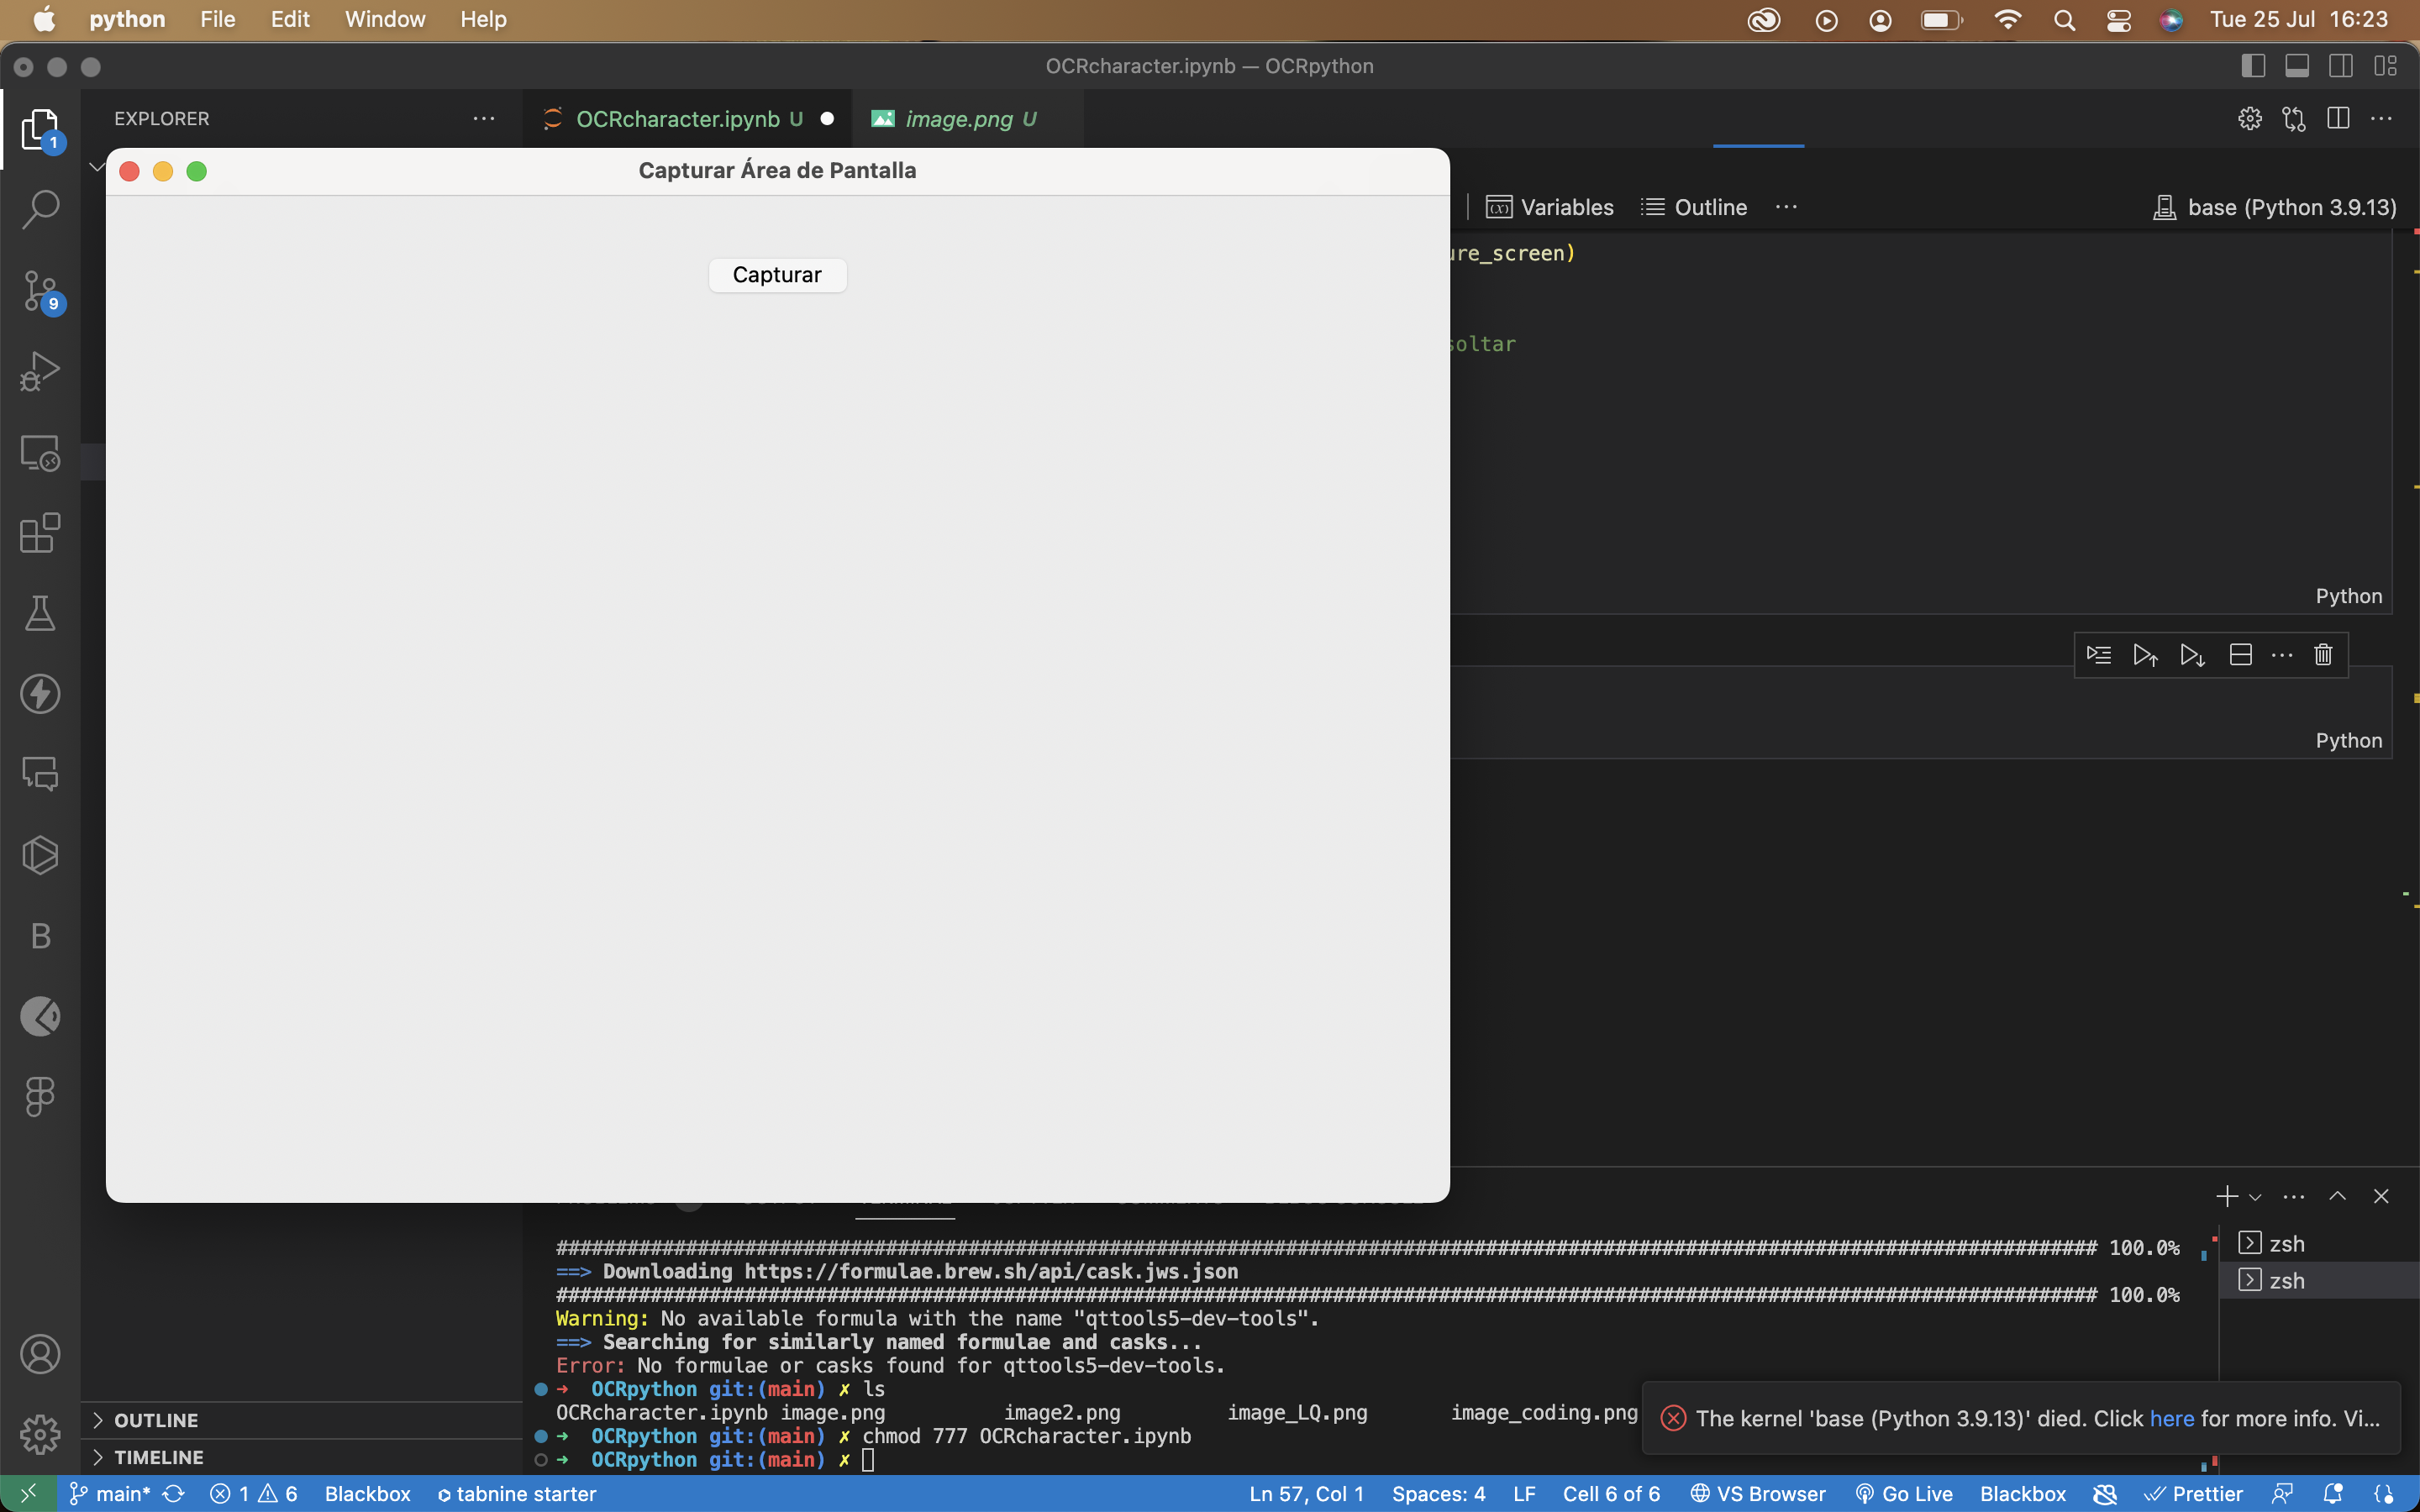 python File Edit Window Help Tue 25 Jul 16:23
OCRcharacter.ipynb — OCRpython
EXPLORER ··· OCRcharacter.ipynb U ● image.png U ···
1
Capturar Área de Pantalla
Capturar
Variables Outline ··· base (Python 3.9.13)
ure_screen)
9
soltar
Python
Python
B
######################################################################################################################################## 100.0%
==> Downloading https://formulae.brew.sh/api/cask.jws.json
######################################################################################################################################## 100.0%
Warning: No available formula with the name "qttools5-dev-tools".
==> Searching for similarly named formulae and casks...
Error: No formulae or casks found for qttools5-dev-tools.
➜ OCRpython git:(main) ✗ ls
OCRcharacter.ipynb image.png image2.png image_LQ.png image_coding.png
➜ OCRpython git:(main) ✗ chmod 777 OCRcharacter.ipynb
➜ OCRpython git:(main) ✗
zsh
zsh
The kernel 'base (Python 3.9.13)' died. Click here for more info. Vi...
OUTLINE
TIMELINE
main* 1 6 Blackbox tabnine starter Ln 57, Col 1 Spaces: 4 LF Cell 6 of 6 VS Browser Go Live Blackbox Prettier